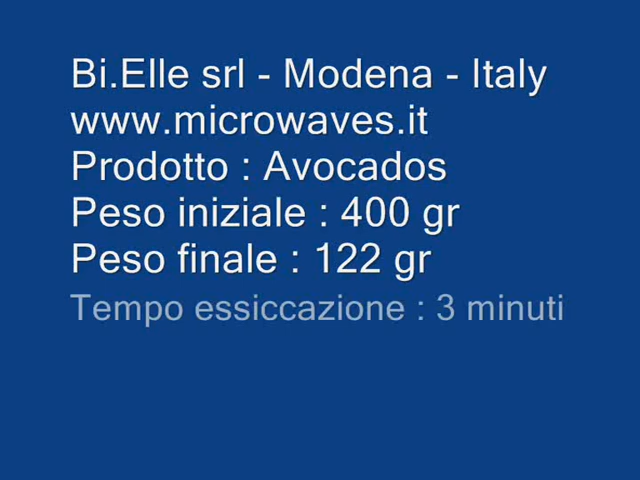 Bi.Elle srl - Modena - Italy
www.microwaves.it
Prodotto : Avocados
Peso iniziale : 400 gr
Peso finale : 122 gr
Tempo essiccazione : 3 minuti